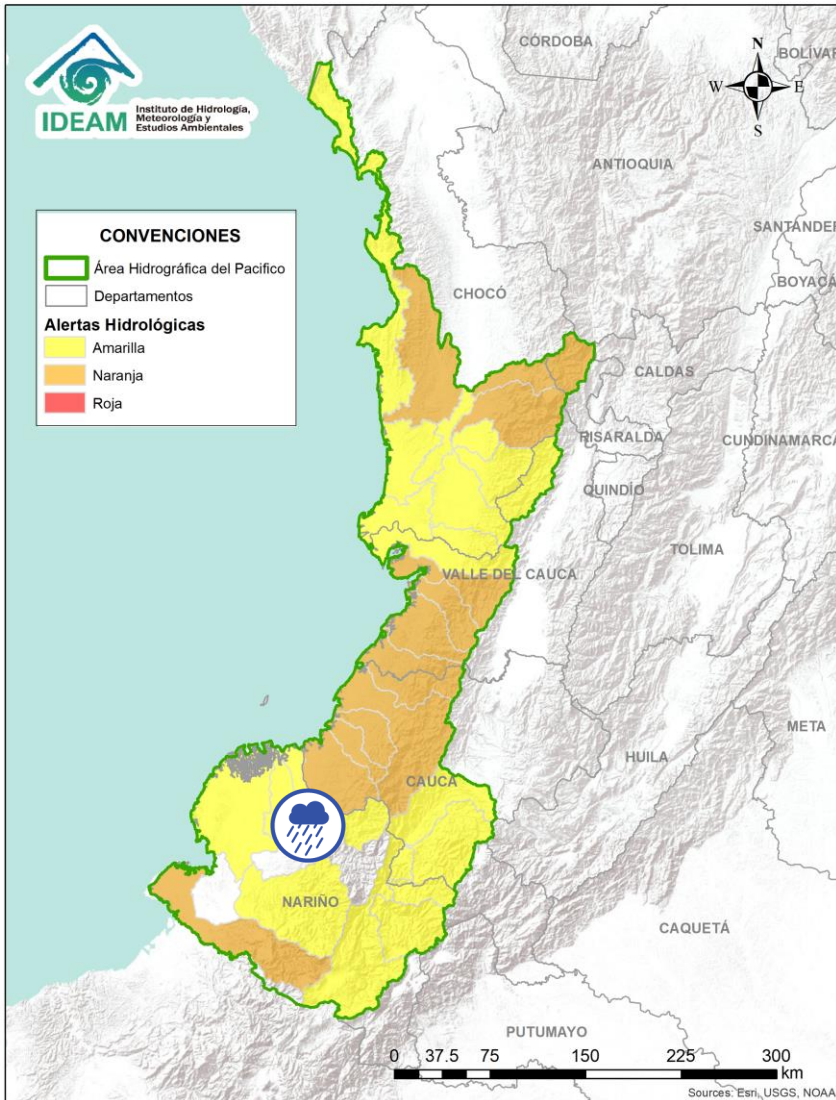 IDEAM
Instituto de Hidrología,
Meteorología y
Estudios Ambientales
CÓRDOBA
BOLÍVAR
N
W E
S
ANTIOQUIA
SANTANDER
CONVENCIONES
Área Hidrográfica del Pacifico
Departamentos
Alertas Hidrológicas
Amarilla
Naranja
Roja
BOYACÁ
CHOCÓ
CALDAS
RISARALDA
CUNDINAMARCA
QUINDÍO
TOLIMA
VALLE DEL CAUCA
META
HUILA
CAUCA
NARIÑO
CAQUETÁ
PUTUMAYO
0 37.5 75 150 225 300
km
Sources: Esri, USGS, NOAA